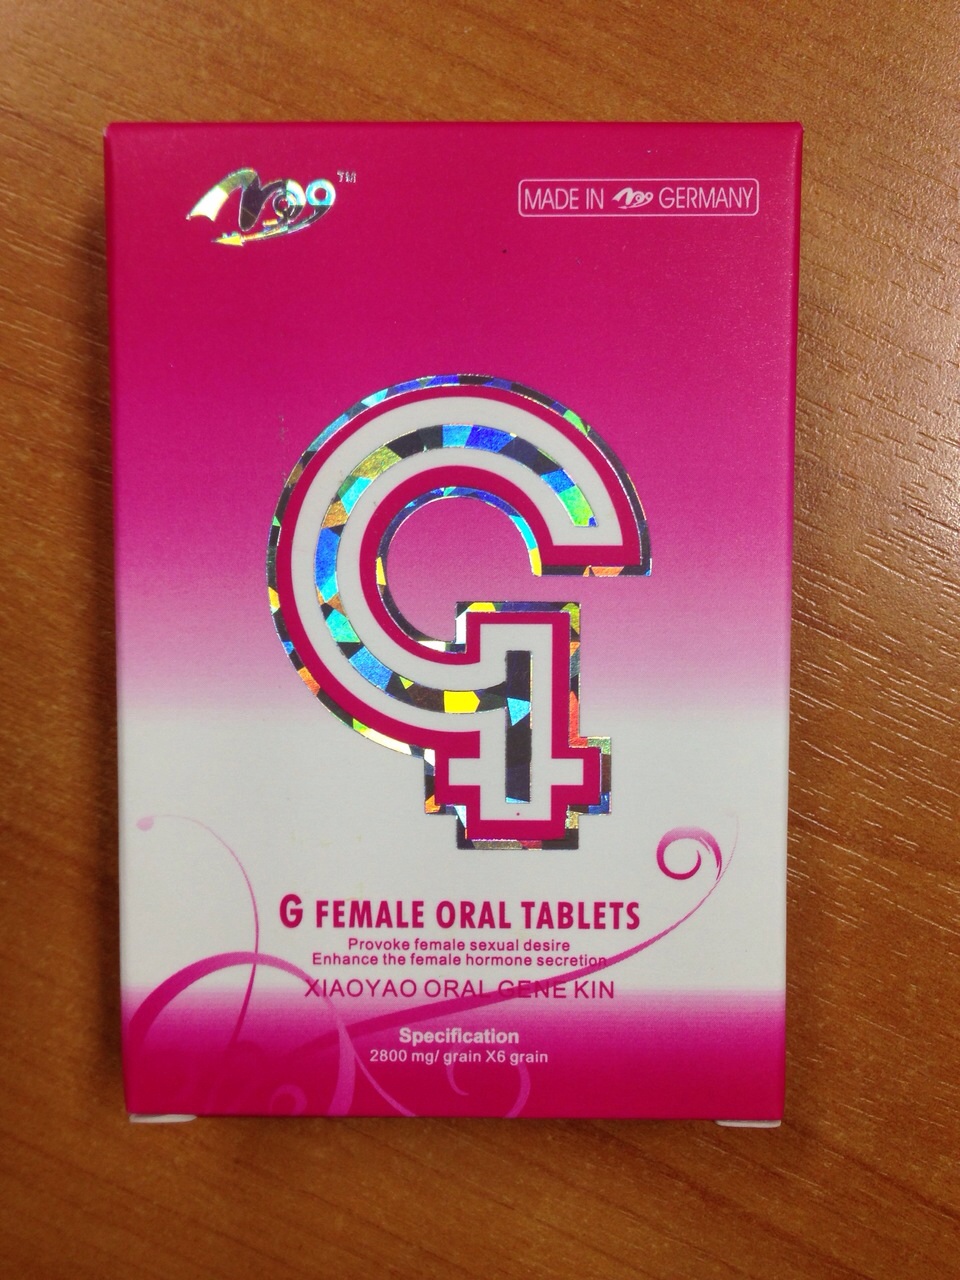 MADE IN GERMANY
G FEMALE ORAL TABLETS
Provoke female sexual desire
Enhance the female hormone secretion
XIAOYAO ORAL GENE KIN
Specification
2800 mg/ grain X6 grain